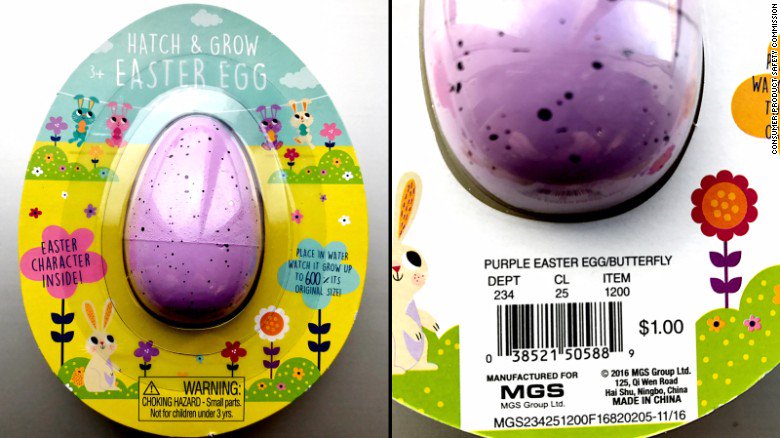 HATCH & GROW
3+ EASTER EGG
EASTER
CHARACTER
INSIDE!
PLACE IN WATER
WATCH IT GROW UP
TO 600% ITS
ORIGINAL SIZE!
WARNING:
CHOKING HAZARD - Small parts.
Not for children under 3 yrs.
WA
PURPLE EASTER EGG/BUTTERFLY
DEPT CL ITEM
234 25 1200
$1.00
0 38521 50588 9
MANUFACTURED FOR
MGS
MGS Group Ltd.
© 2016 MGS Group Ltd.
125, Qi Wen Road
Hai Shu, Ningbo, China
MADE IN CHINA
MGS234251200F16820205-11/16
CONSUMER PRODUCT SAFETY COMMISSION